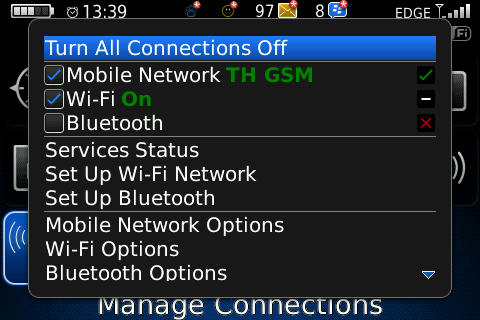 13:39 97 8 EDGE
Fi
Turn All Connections Off
Mobile Network TH GSM
Wi-Fi On
Bluetooth
Services Status
Set Up Wi-Fi Network
Set Up Bluetooth
Mobile Network Options
Wi-Fi Options
Bluetooth Options
Manage Connections